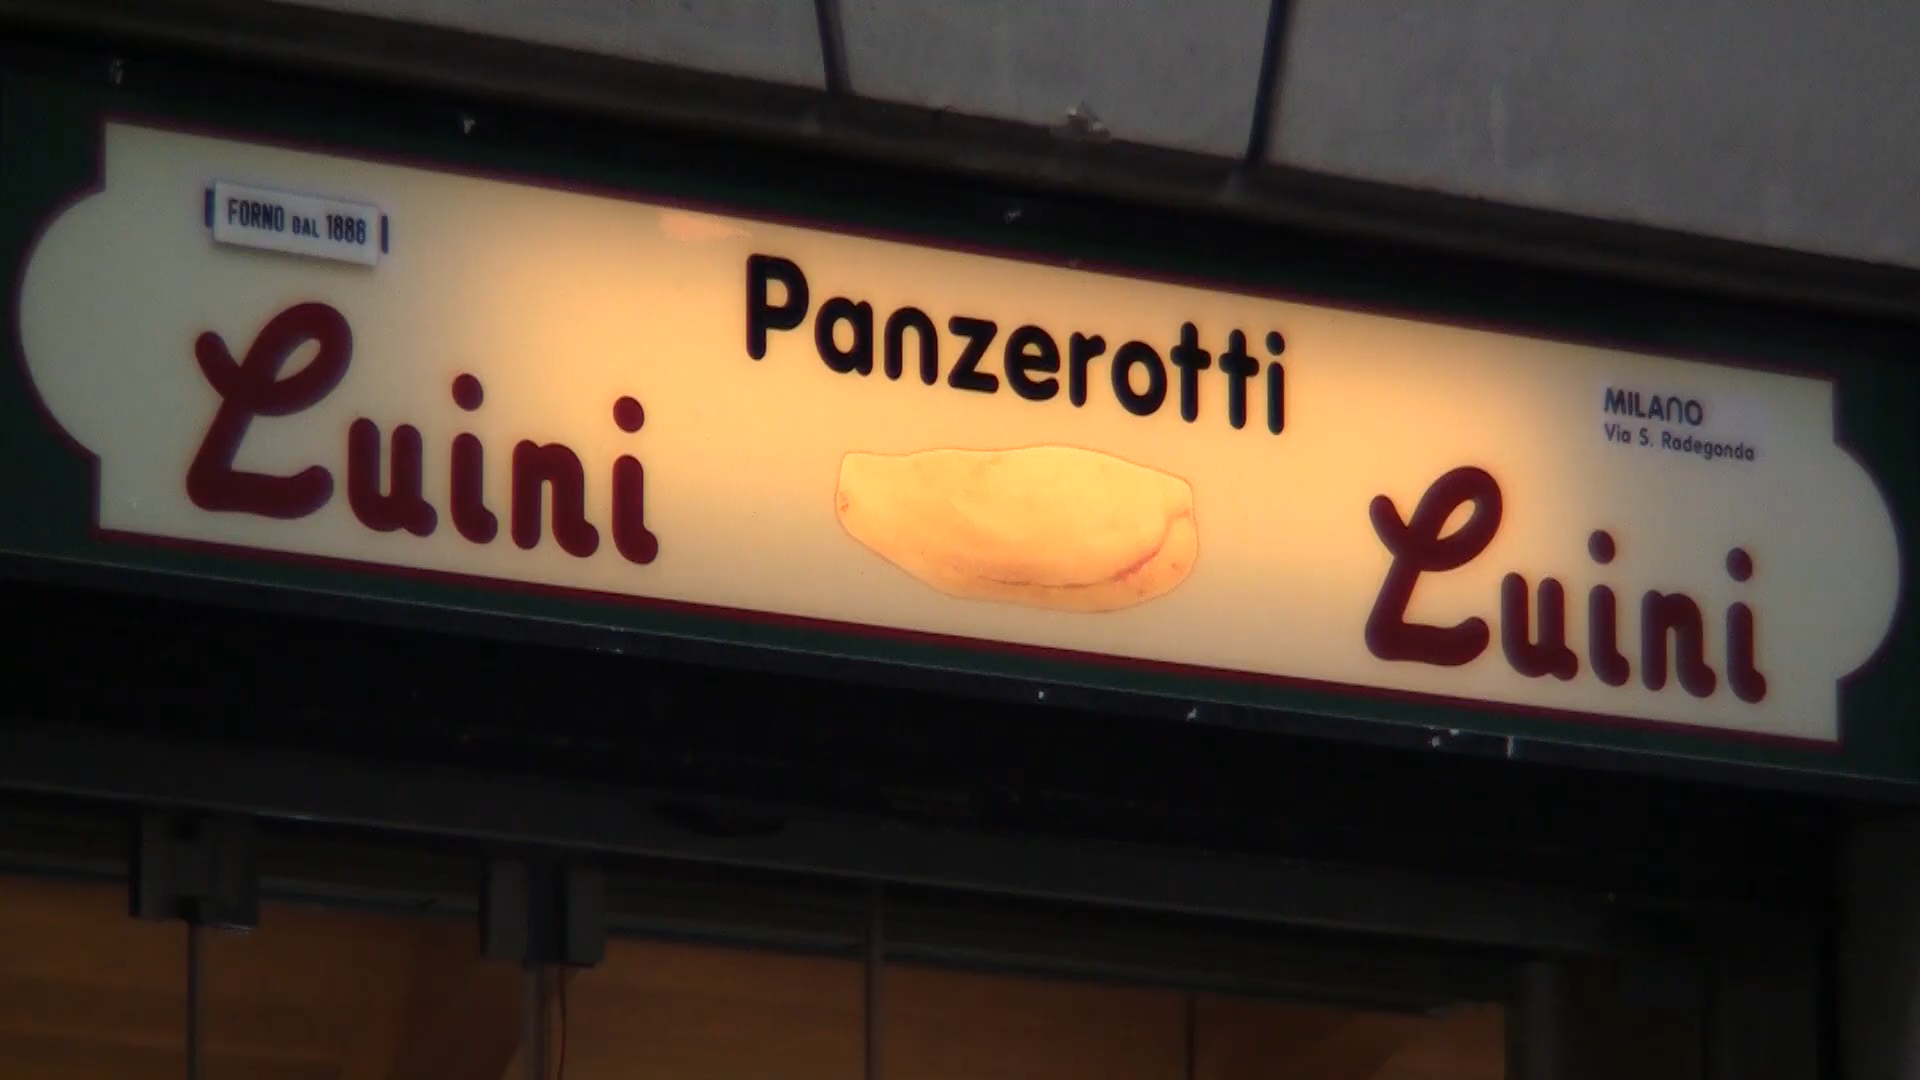 FORNO DAL 1888
Luini
Panzerotti
MILANO
Via S. Radegonda
Luini